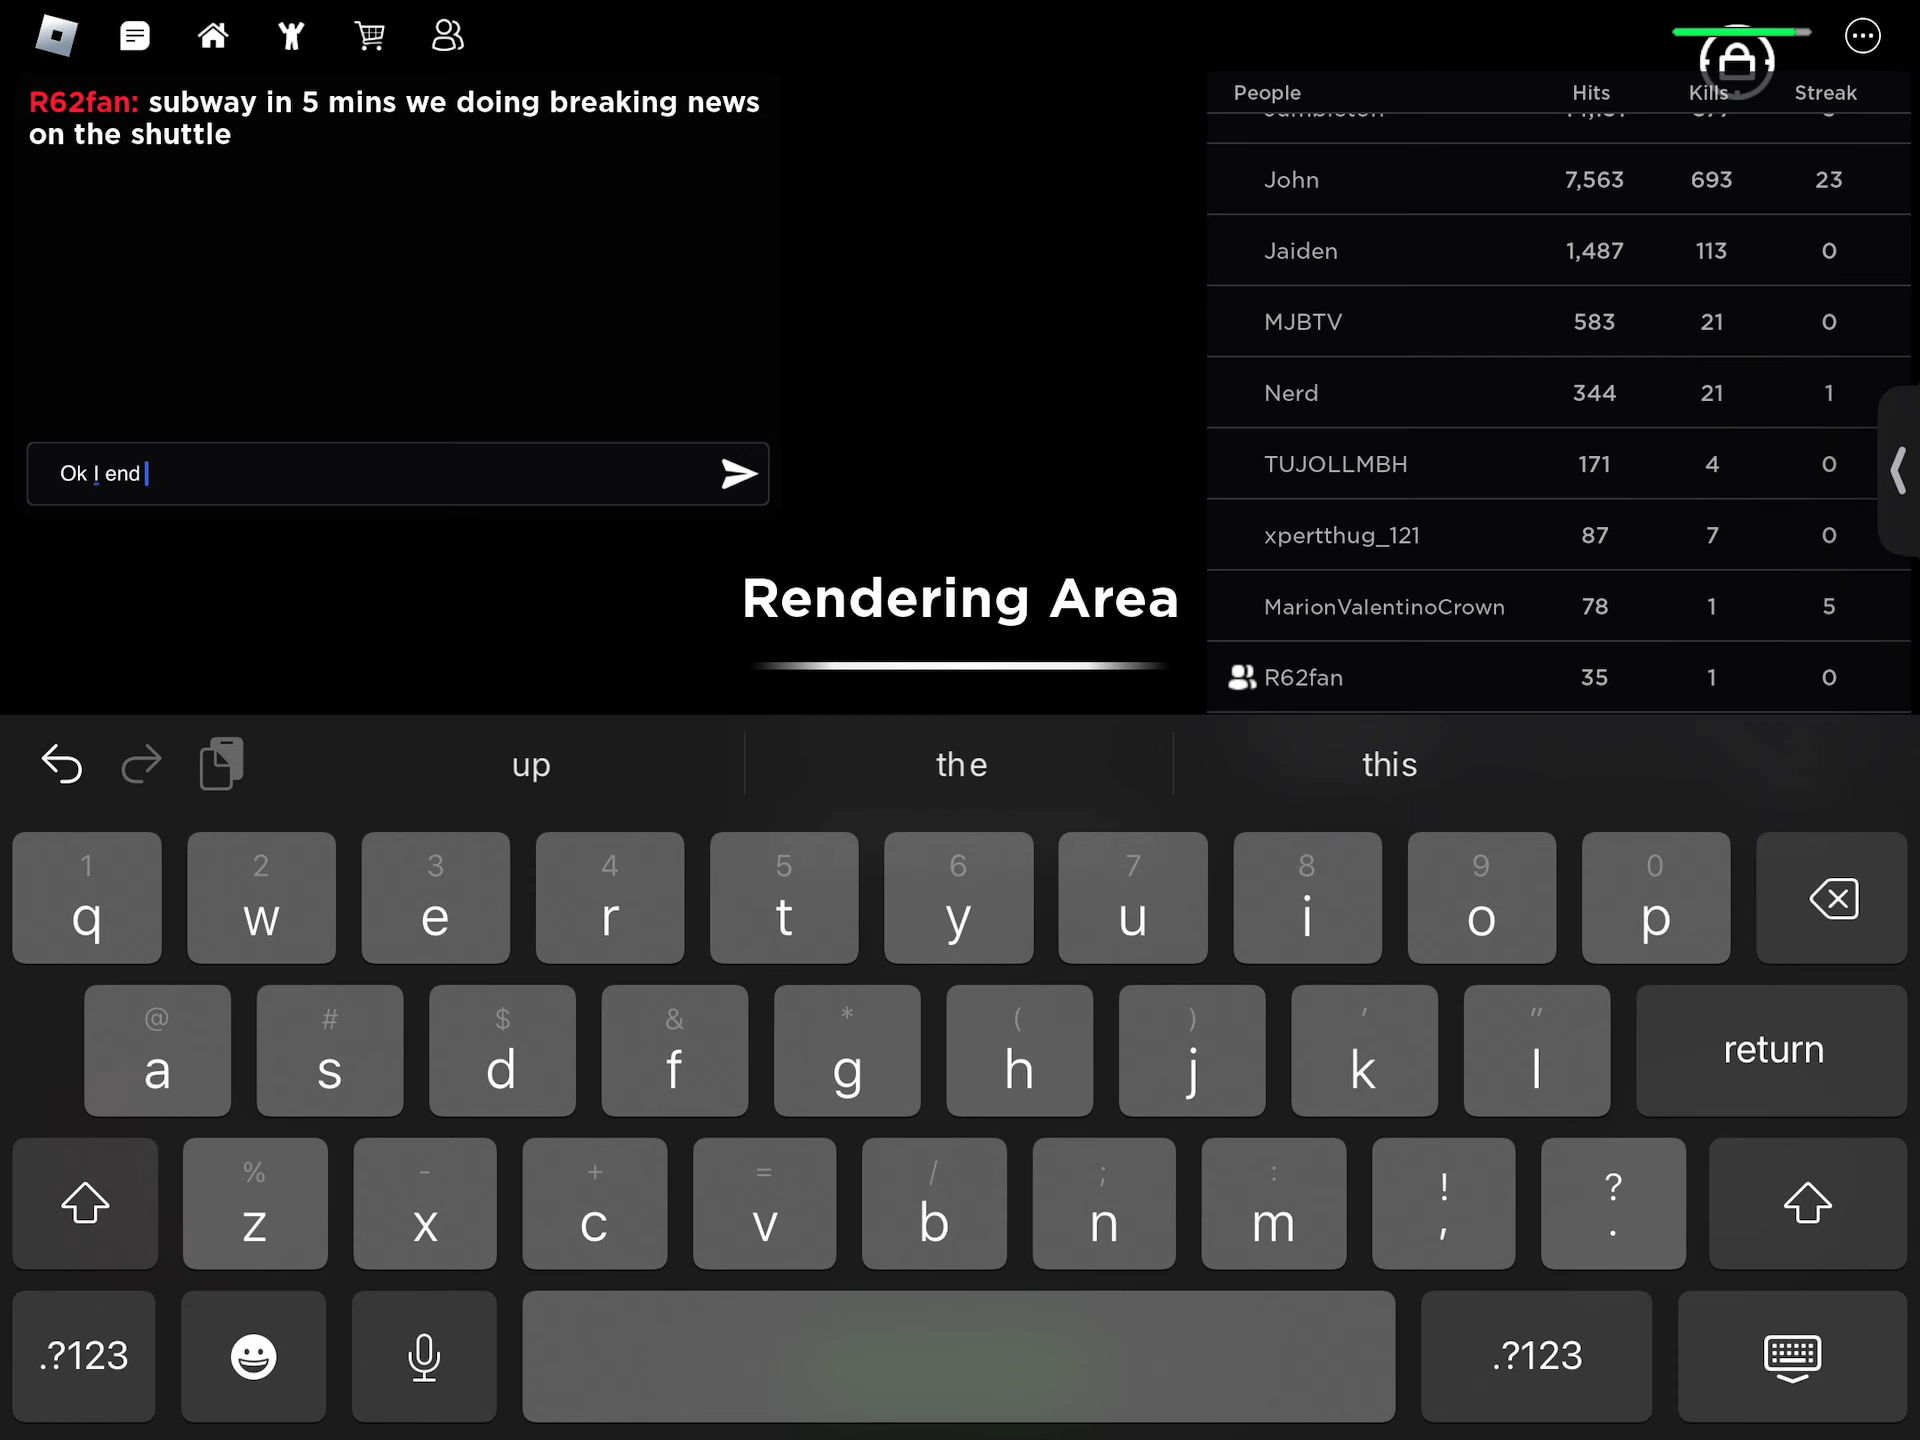 R62fan: subway in 5 mins we doing breaking news
on the shuttle
Ok I end
People Hits Kills Streak
John 7,563 693 23
Jaiden 1,487 113 0
MJBTV 583 21 0
Nerd 344 21 1
TUJOLLMBH 171 4 0
xpertthug_121 87 7 0
MarionValentinoCrown 78 1 5
R62fan 35 1 0
Rendering Area
up the this
1 2 3 4 5 6 7 8 9 0
q w e r t y u i o p
@ # $ & * ( ) ' "
a s d f g h j k l return
% - + = / ; : ! ?
z x c v b n m , .
.?123 .?123